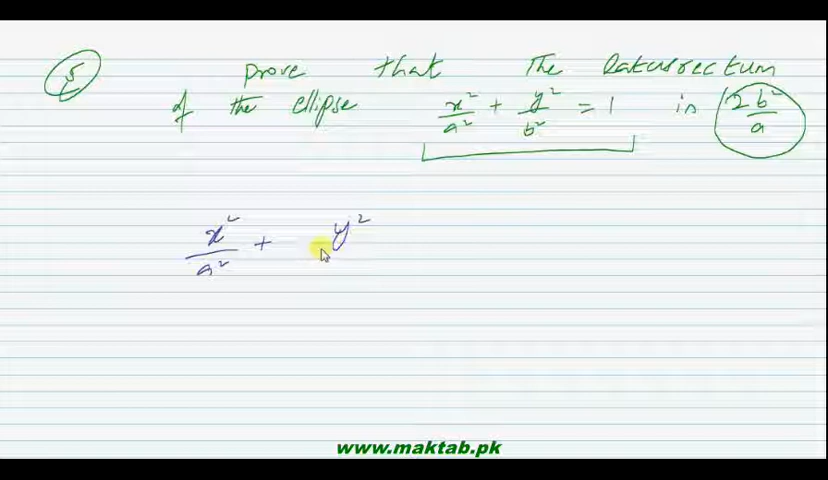 5 prove that the Latusrectum
of the ellipse x²/a² + y²/b² = 1 is 2b²/a
x²/a² + y²
www.maktab.pk